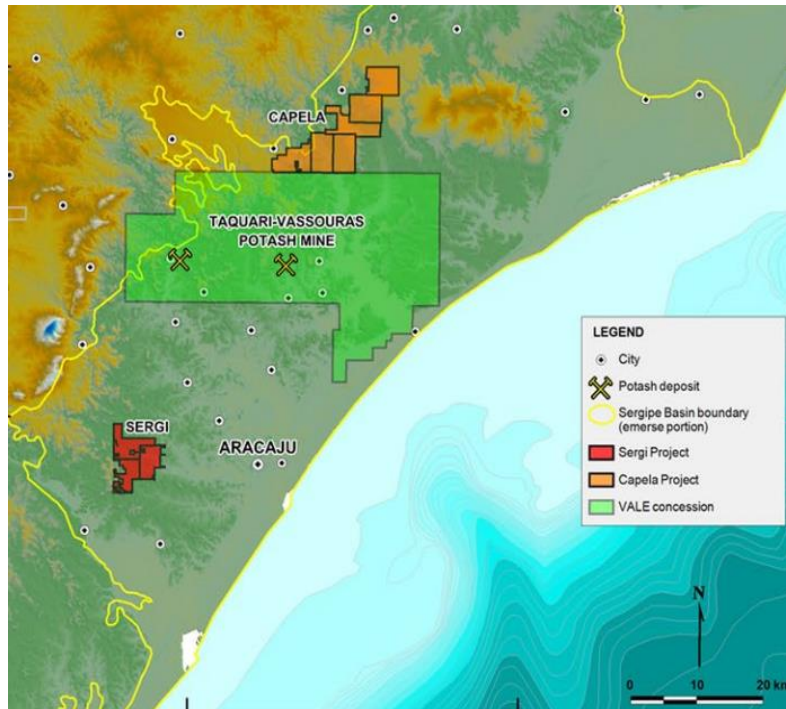 CAPELA
TAQUARI-VASSOURAS
POTASH MINE
SERGI
ARACAJU
LEGEND
City
Potash deposit
Sergipe Basin boundary
(emerse portion)
Sergi Project
Capela Project
VALE concession
N
0 10 20 km